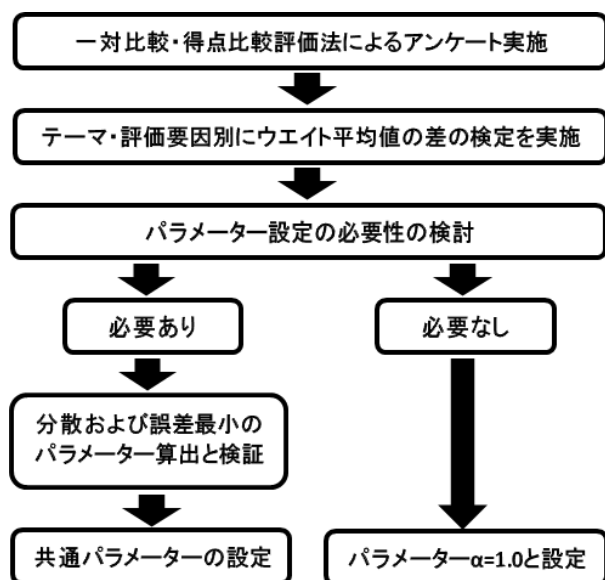 一対比較・得点比較評価法によるアンケート実施
テーマ・評価要因別にウエイト平均値の差の検定を実施
パラメーター設定の必要性の検討
必要あり
必要なし
分散および誤差最小の
パラメーター算出と検証
共通パラメーターの設定
パラメーターα=1.0と設定